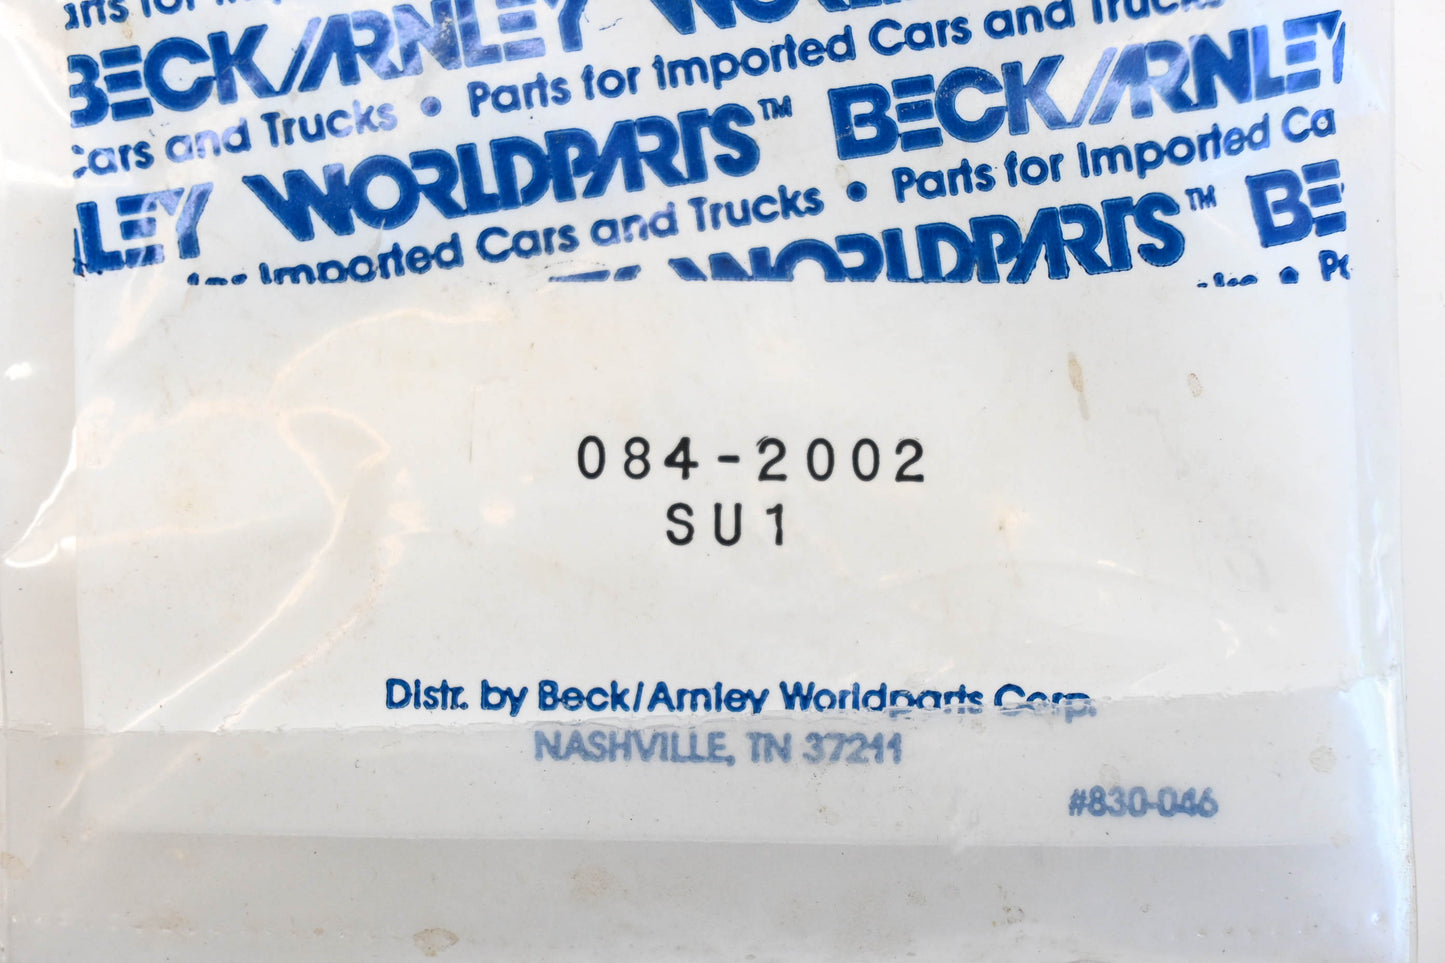 BECK/ARNLEY WORLD
Cars and Trucks • Parts for Imported Cars and Trucks
LEY WORLDPARTS™ BECK/ARNLEY
Imported Cars and Trucks • Parts for Imported Ca
WORLDPARTS™ BE
084-2002
SU1
Distr. by Beck/Arnley Worldparts Corp.
NASHVILLE, TN 37211
#830-046